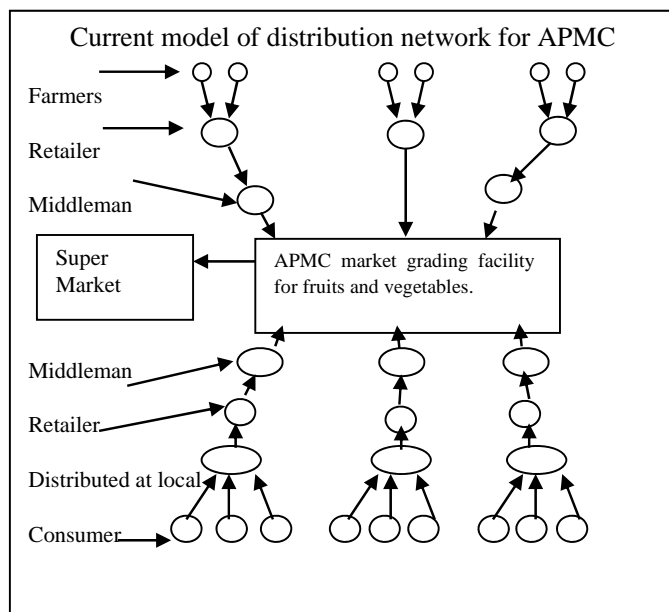 Current model of distribution network for APMC
Farmers
Retailer
Middleman
Super
Market
APMC market grading facility
for fruits and vegetables.
Middleman
Retailer
Distributed at local
Consumer